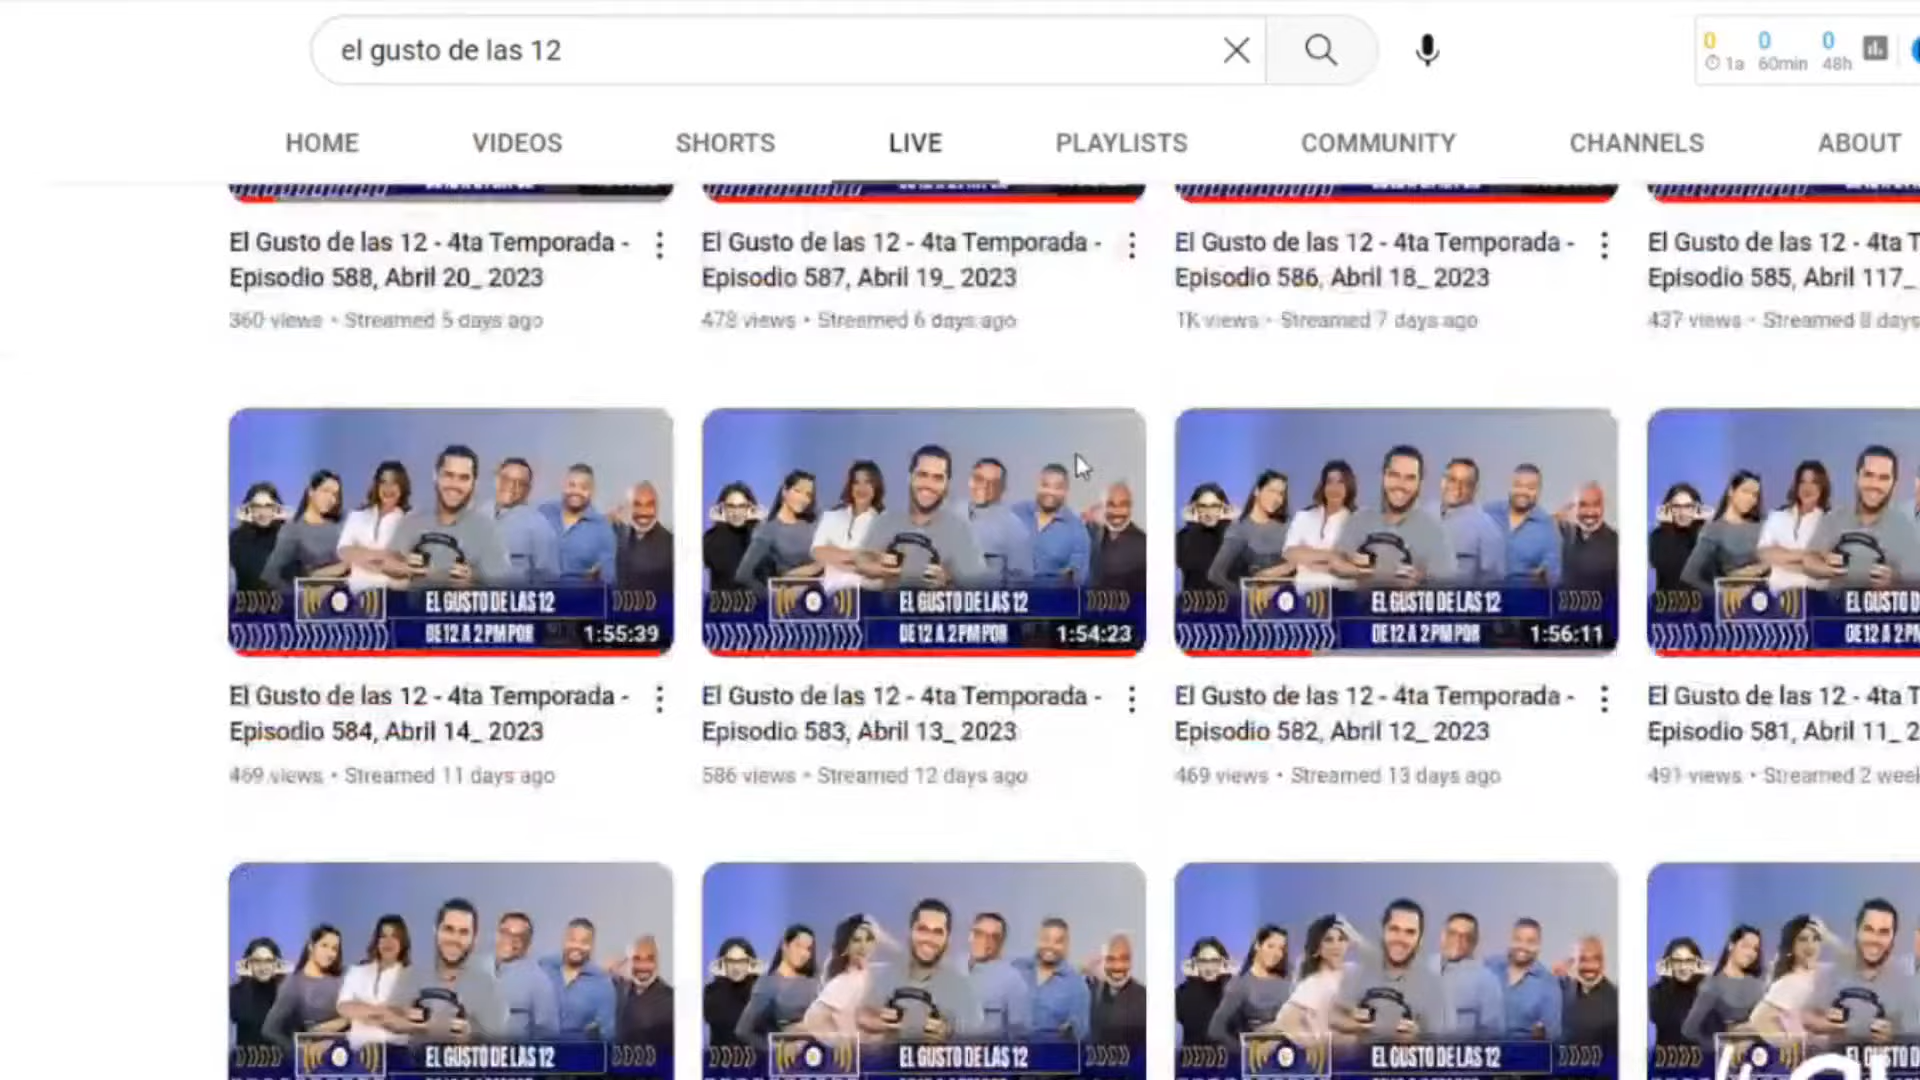 el gusto de las 12
0 0 0
1a 60min 48h
HOME VIDEOS SHORTS LIVE PLAYLISTS COMMUNITY CHANNELS ABOUT
El Gusto de las 12 - 4ta Temporada -
Episodio 588, Abril 20_ 2023
360 views • Streamed 5 days ago
El Gusto de las 12 - 4ta Temporada -
Episodio 587, Abril 19_ 2023
478 views • Streamed 6 days ago
El Gusto de las 12 - 4ta Temporada -
Episodio 586, Abril 18_ 2023
1K views • Streamed 7 days ago
El Gusto de las 12 - 4ta T
Episodio 585, Abril 117_
437 views • Streamed 8 days
EL GUSTO DE LAS 12
DE 12 A 2 PM POR
1:55:39
EL GUSTO DE LAS 12
DE 12 A 2 PM POR
1:54:23
EL GUSTO DE LAS 12
DE 12 A 2 PM POR
1:56:11
EL GUSTO D
DE 12 A 2 PM
El Gusto de las 12 - 4ta Temporada -
Episodio 584, Abril 14_ 2023
469 views • Streamed 11 days ago
El Gusto de las 12 - 4ta Temporada -
Episodio 583, Abril 13_ 2023
586 views • Streamed 12 days ago
El Gusto de las 12 - 4ta Temporada -
Episodio 582, Abril 12_ 2023
469 views • Streamed 13 days ago
El Gusto de las 12 - 4ta T
Episodio 581, Abril 11_ 2
491 views • Streamed 2 week
EL GUSTO DE LAS 12
EL GUSTO DE LAS 12
EL GUSTO DE LAS 12
EL GUSTO D